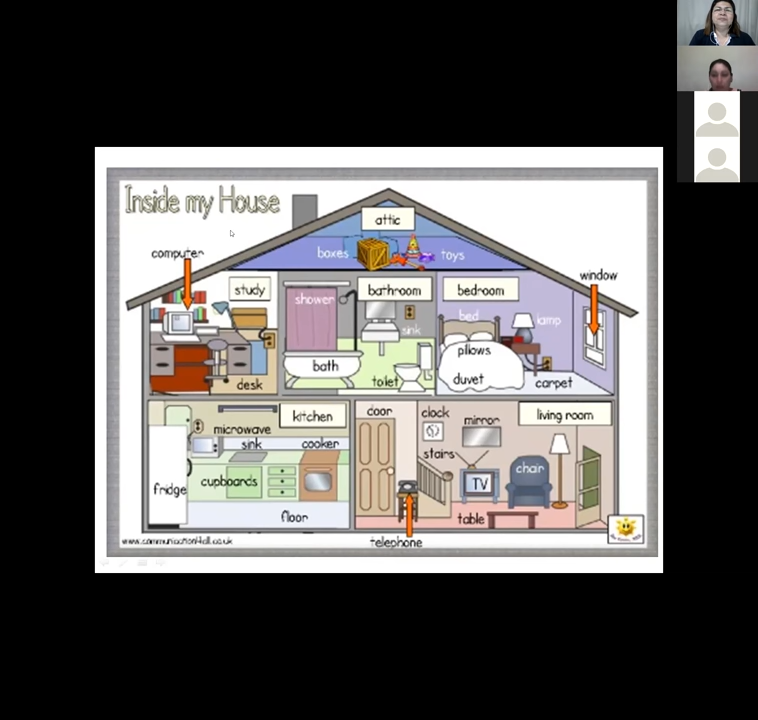 Inside my House
attic
computer
boxes
toys
window
study
shower
bathroom
bedroom
bed
lamp
sink
pillows
bath
desk
toilet
duvet
carpet
kitchen
door
clock
mirror
living room
microwave
sink
cooker
stairs
chair
cupboards
TV
fridge
floor
table
www.communication4all.co.uk
telephone